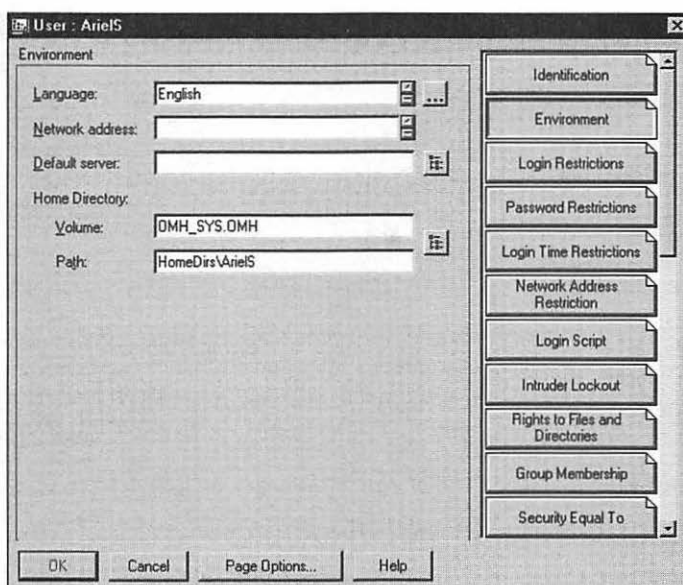 User : ArielS
Environment
Language:
English
...
Network address:
Default server:
Home Directory:
Volume:
OMH_SYS.OMH
Path:
HomeDirs\ArielS
Identification
Environment
Login Restrictions
Password Restrictions
Login Time Restrictions
Network Address
Restriction
Login Script
Intruder Lockout
Rights to Files and
Directories
Group Membership
Security Equal To
OK
Cancel
Page Options...
Help